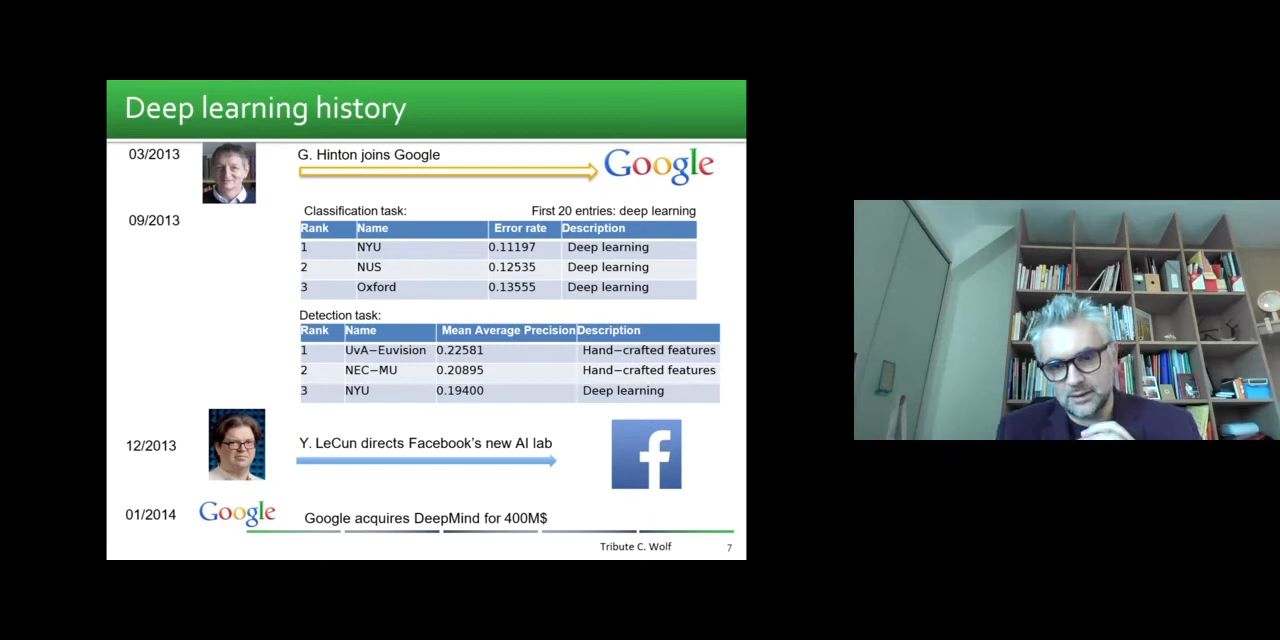 Deep learning history
03/2013
G. Hinton joins Google
Google
09/2013
Classification task: First 20 entries: deep learning
Rank Name Error rate Description
1 NYU 0.11197 Deep learning
2 NUS 0.12535 Deep learning
3 Oxford 0.13555 Deep learning
Detection task:
Rank Name Mean Average Precision Description
1 UvA−Euvision 0.22581 Hand−crafted features
2 NEC−MU 0.20895 Hand−crafted features
3 NYU 0.19400 Deep learning
12/2013
Y. LeCun directs Facebook's new AI lab
f
01/2014
Google
Google acquires DeepMind for 400M$
Tribute C. Wolf 7